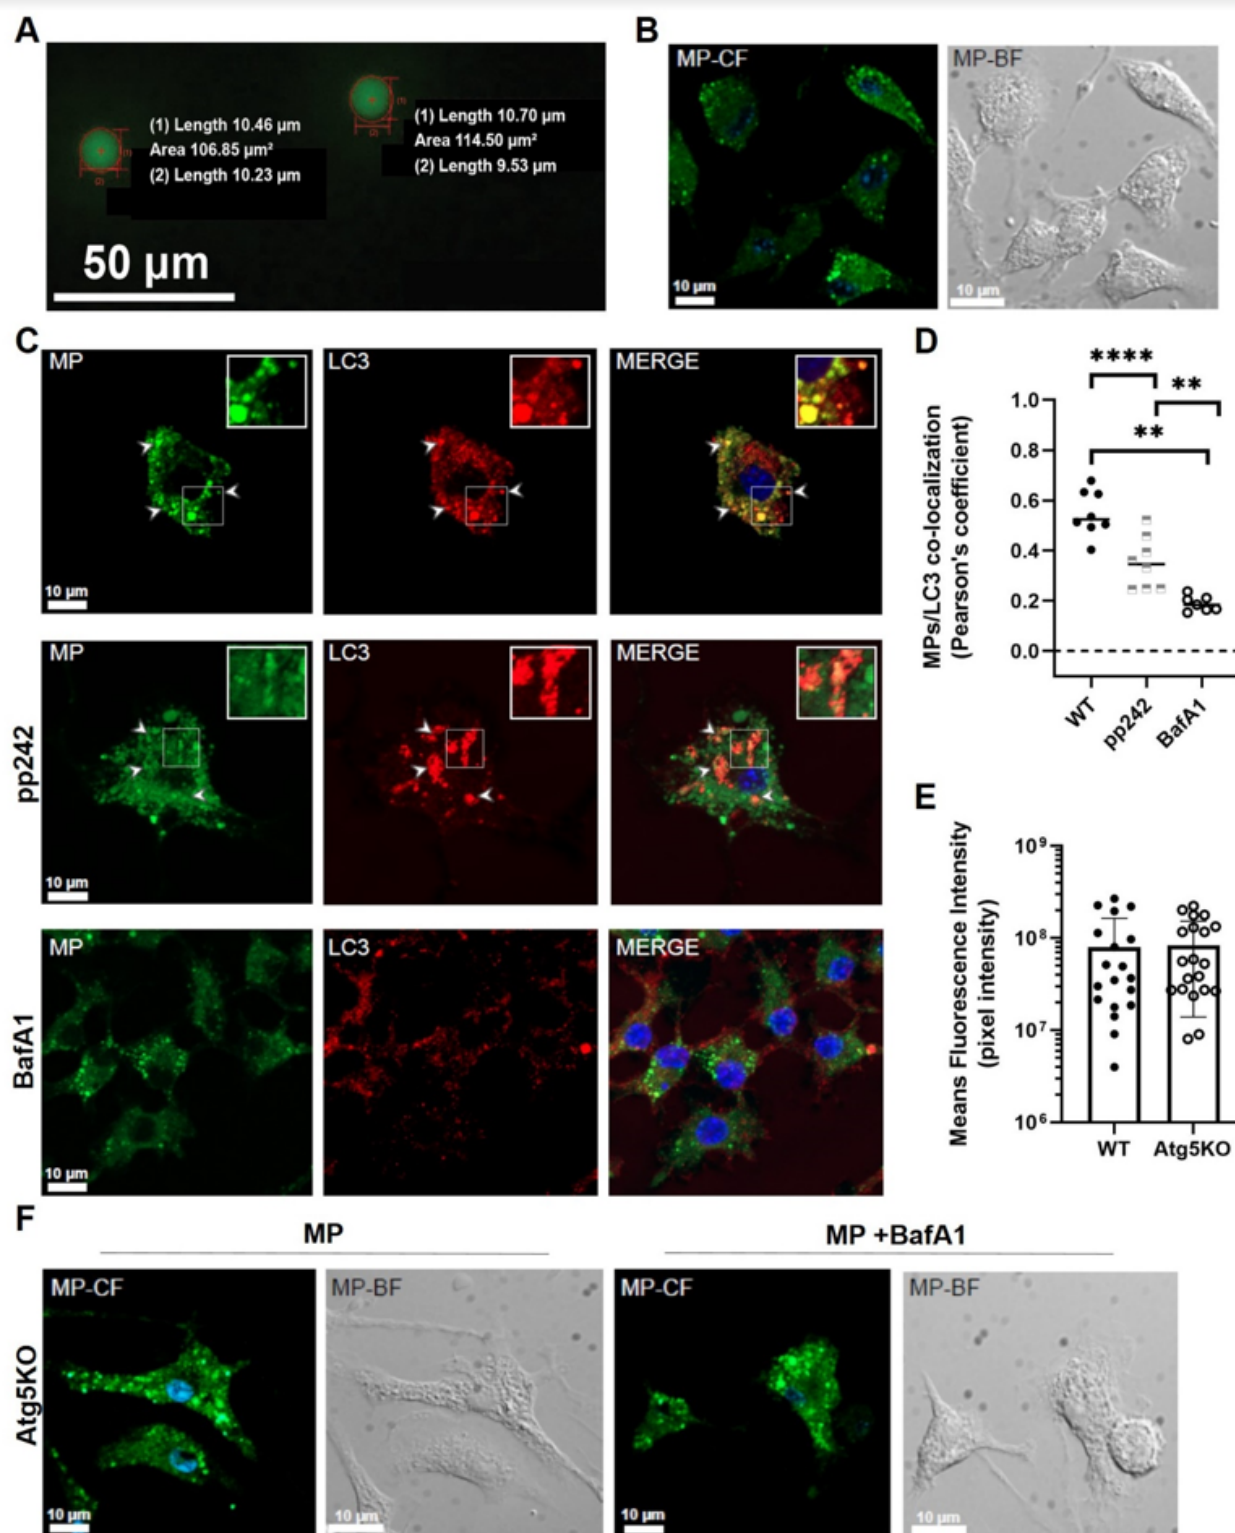 A
(1) Length 10.46 µm
Area 106.85 µm²
(2) Length 10.23 µm
(1) Length 10.70 µm
Area 114.50 µm²
(2) Length 9.53 µm
(1)
(2)
(1)
(2)
50 µm
B
MP-CF
10 µm
MP-BF
10 µm
C
MP
LC3
MERGE
10 µm
pp242
MP
LC3
MERGE
10 µm
BafA1
MP
LC3
MERGE
10 µm
D
****
**
**
MPs/LC3 co-localization
(Pearson's coefficient)
1.0
0.8
0.6
0.4
0.2
0.0
WT
pp242
BafA1
E
Means Fluorescence Intensity
(pixel intensity)
10⁹
10⁸
10⁷
10⁶
WT
Atg5KO
F
MP
MP +BafA1
Atg5KO
MP-CF
10 µm
MP-BF
10 µm
MP-CF
10 µm
MP-BF
10 µm